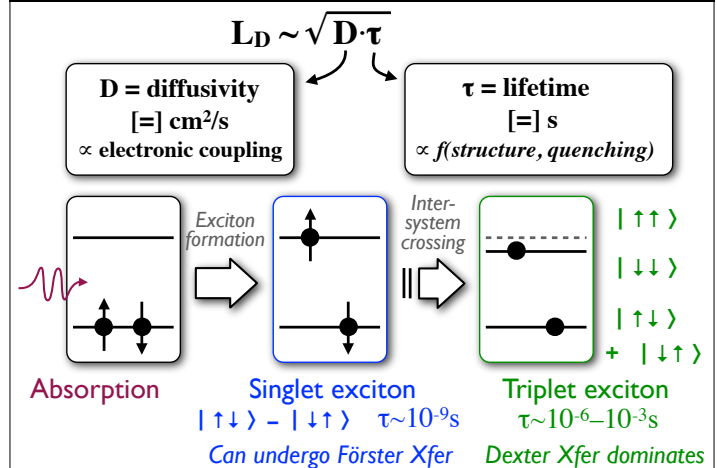 L_D ~ √D·τ
D = diffusivity
[=] cm²/s
∝ electronic coupling
τ = lifetime
[=] s
∝ f(structure, quenching)
Exciton
formation
Inter-
system
crossing
| ↑↑ ⟩
| ↓↓ ⟩
| ↑↓ ⟩
+ | ↓↑ ⟩
Absorption
Singlet exciton
| ↑↓ ⟩ – | ↓↑ ⟩ τ~10⁻⁹s
Can undergo Förster Xfer
Triplet exciton
τ~10⁻⁶–10⁻³s
Dexter Xfer dominates